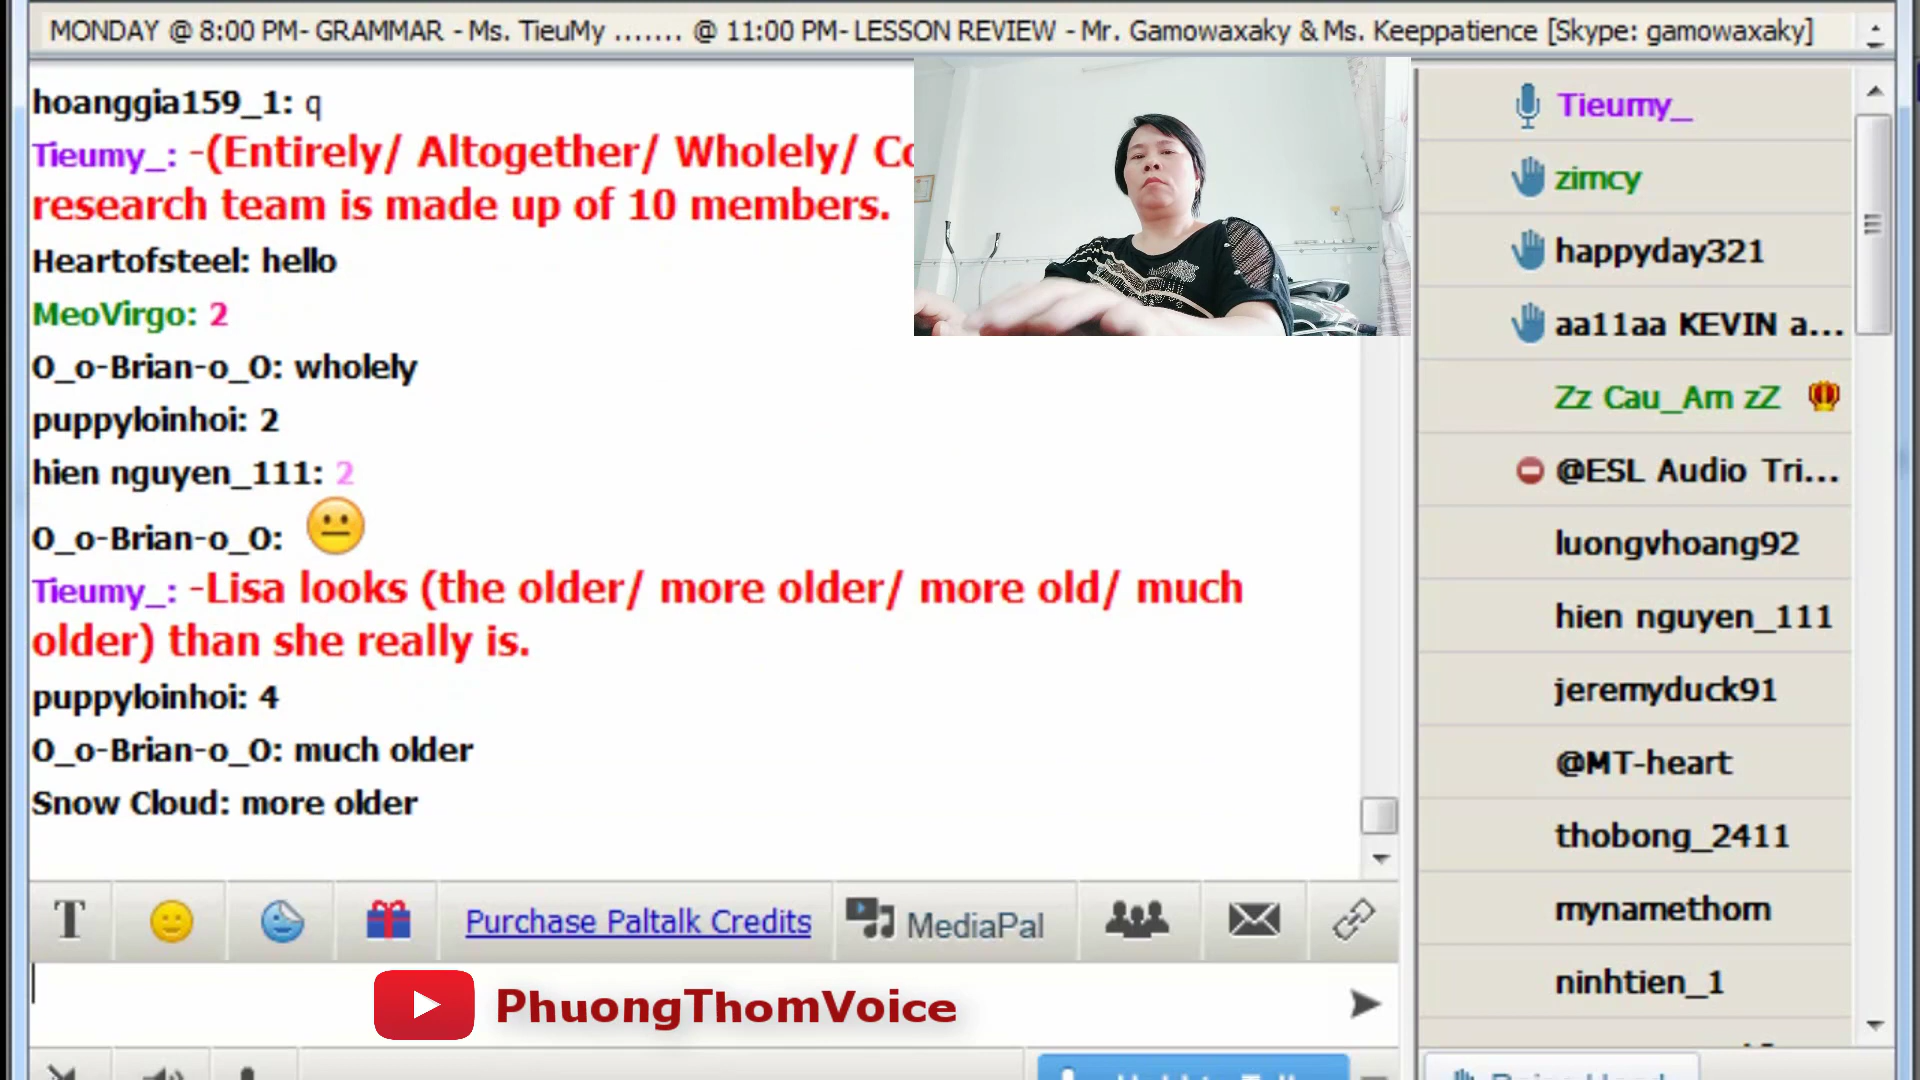 MONDAY @ 8:00 PM- GRAMMAR - Ms. TieuMy ....... @ 11:00 PM- LESSON REVIEW - Mr. Gamowaxaky & Ms. Keeppatience [Skype: gamowaxaky]
hoanggia159_1: q
Tieumy_: -(Entirely/ Altogether/ Wholely/
research team is made up of 10 members.
Heartofsteel: hello
MeoVirgo: 2
O_o-Brian-o_O: wholely
puppyloinhoi: 2
hien nguyen_111: 2
O_o-Brian-o_O:
Tieumy_: -Lisa looks (the older/ more older/ more old/ much
older) than she really is.
puppyloinhoi: 4
O_o-Brian-o_O: much older
Snow Cloud: more older
T
Purchase Paltalk Credits
MediaPal
PhuongThomVoice
Tieumy_
zimcy
happyday321
aa11aa KEVIN a...
Zz Cau_Am zZ
@ESL Audio Tri...
luongvhoang92
hien nguyen_111
jeremyduck91
@MT-heart
thobong_2411
mynamethom
ninhtien_1